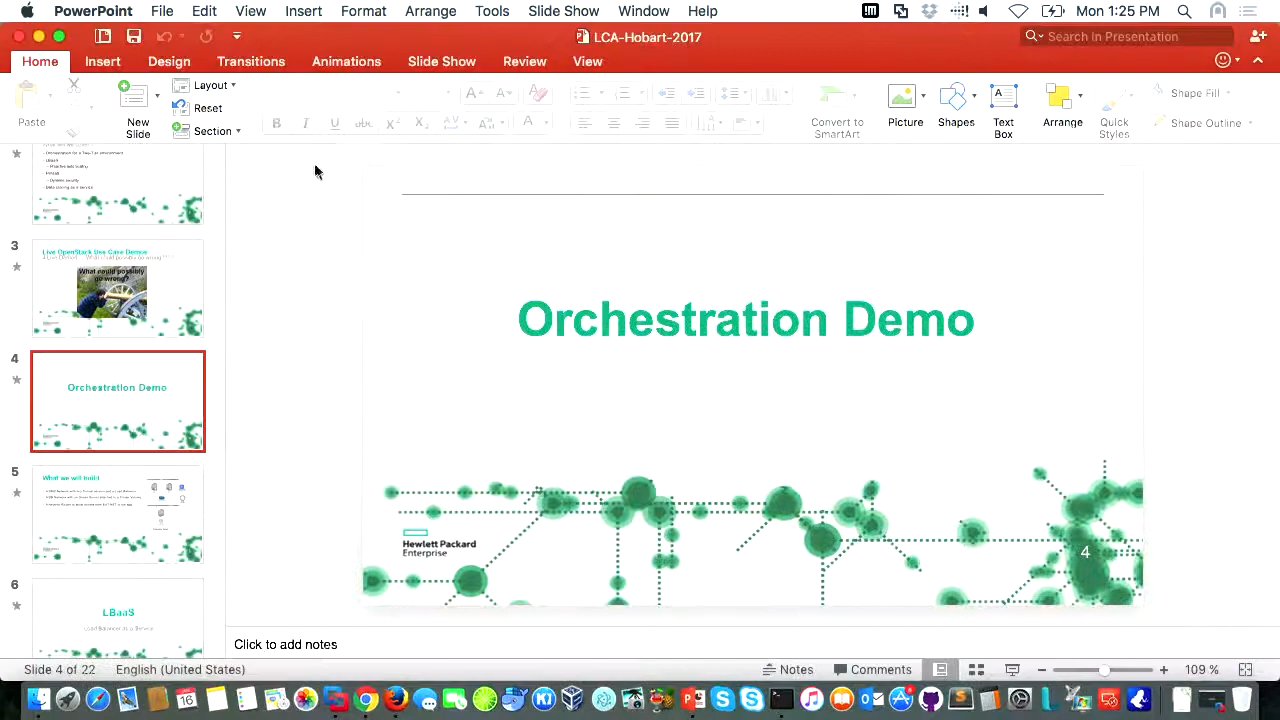 PowerPoint File Edit View Insert Format Arrange Tools Slide Show Window Help Mon 1:25 PM
LCA-Hobart-2017 Search In Presentation
Home Insert Design Transitions Animations Slide Show Review View
Paste New Slide Layout Reset Section Convert to SmartArt Picture Shapes Text Box Arrange Quick Styles Shape Fill Shape Outline
3
Live OpenStack Use Case Demos
What could possibly go wrong?
4
Orchestration Demo
5
What we will build
6
LBaaS
Load Balancer as a Service
Orchestration Demo
Hewlett Packard
Enterprise
4
Click to add notes
Slide 4 of 22 English (United States) Notes Comments 109 %